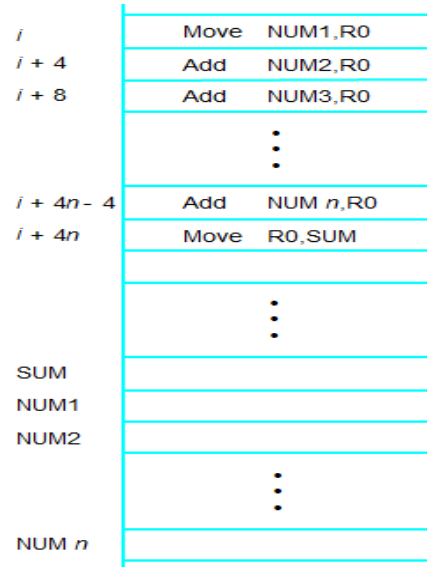 i Move NUM1,R0
i + 4 Add NUM2,R0
i + 8 Add NUM3,R0
i + 4n - 4 Add NUM n,R0
i + 4n Move R0,SUM
SUM
NUM1
NUM2
NUM n